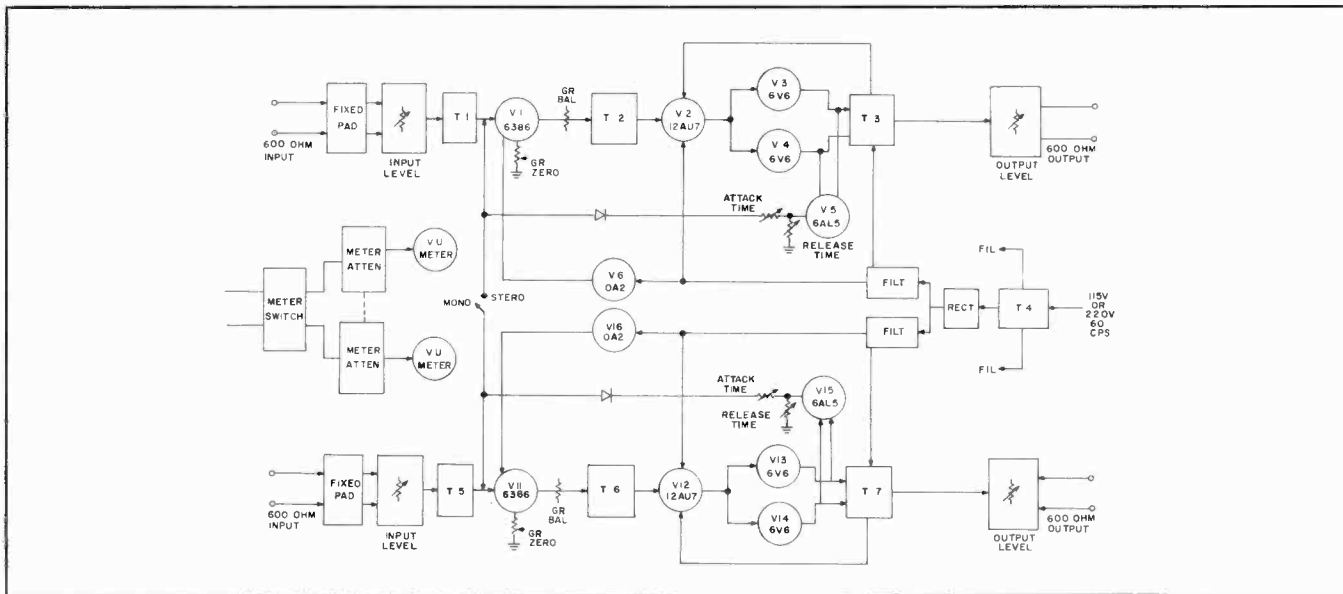 600 OHM
INPUT
FIXED
PAD
INPUT
LEVEL
T 1
V 1
6386
GR
ZERO
GR
BAL
T 2
V 2
12AU7
V 3
6V6
V 4
6V6
T 3
OUTPUT
LEVEL
600 OHM
OUTPUT
ATTACK
TIME
V 5
6AL5
RELEASE
TIME
METER
SWITCH
METER
ATTEN
VU
METER
METER
ATTEN
VU
METER
MONO
STERO
V 6
OA2
V16
OA2
FILT
FILT
RECT
T 4
FIL
FIL
115V
OR
220V
60
CPS
ATTACK
TIME
RELEASE
TIME
V15
6AL5
600 OHM
INPUT
FIXED
PAD
INPUT
LEVEL
T 5
V11
6386
GR
ZERO
GR
BAL
T 6
V12
12AU7
V13
6V6
V14
6V6
T 7
OUTPUT
LEVEL
600 OHM
OUTPUT